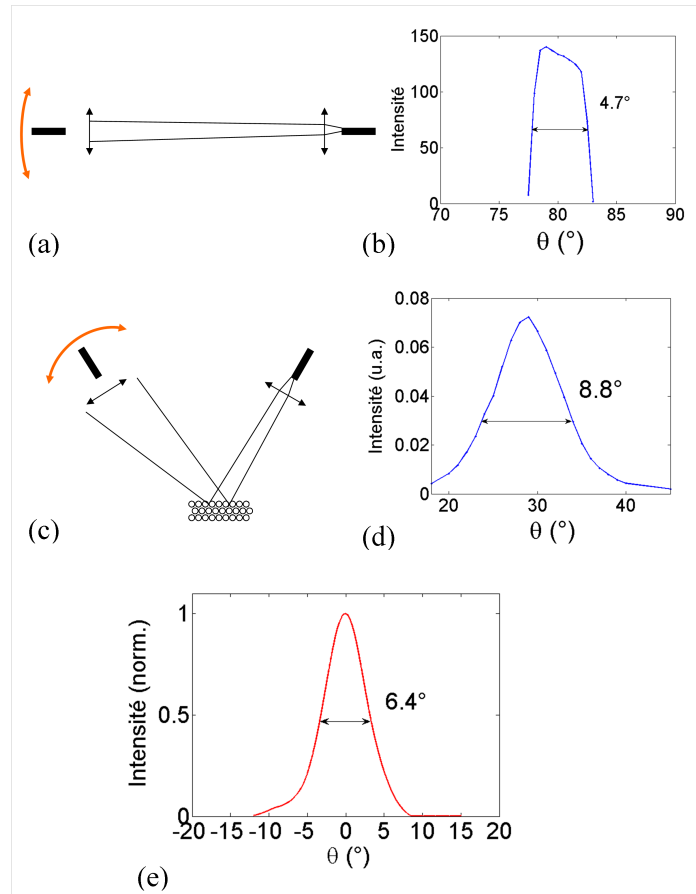 150
100
50
0
Intensité
4.7°
70 75 80 85 90
θ (°)
(a)
(b)
0.08
0.06
0.04
0.02
0
Intensité (u.a.)
8.8°
20 30 40
θ (°)
(c)
(d)
1
0.5
0
Intensité (norm.)
6.4°
-20 -15 -10 -5 0 5 10 15 20
θ (°)
(e)